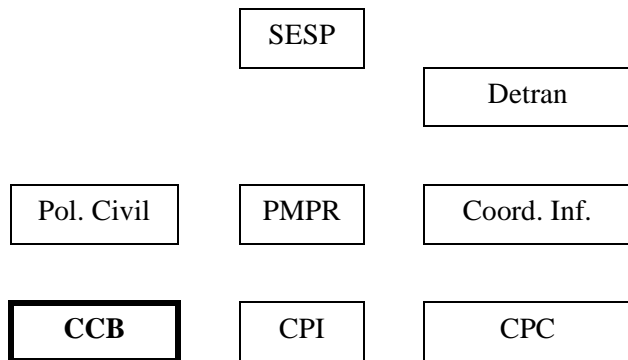 SESP
Detran
Pol. Civil
PMPR
Coord. Inf.
CCB
CPI
CPC